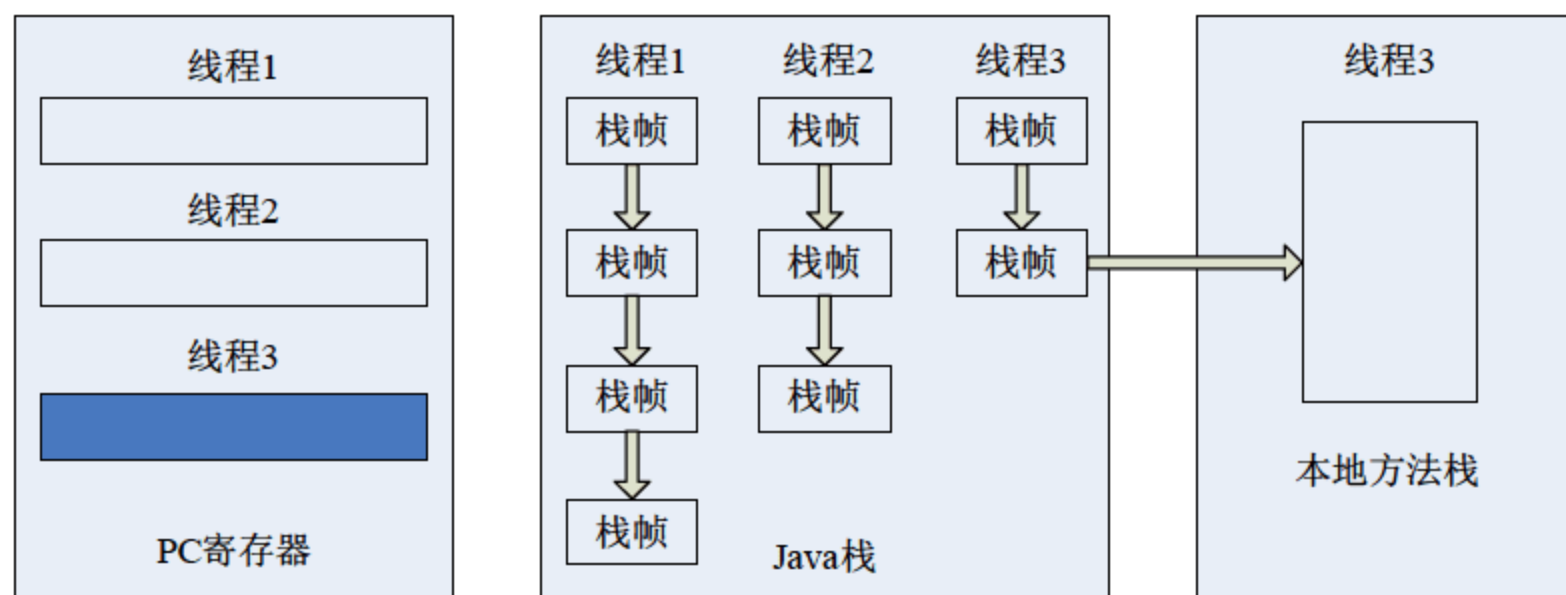 线程1
线程2
线程3
PC寄存器
线程1 线程2 线程3
栈帧 栈帧 栈帧
栈帧 栈帧 栈帧
栈帧 栈帧
栈帧
Java栈
线程3
本地方法栈